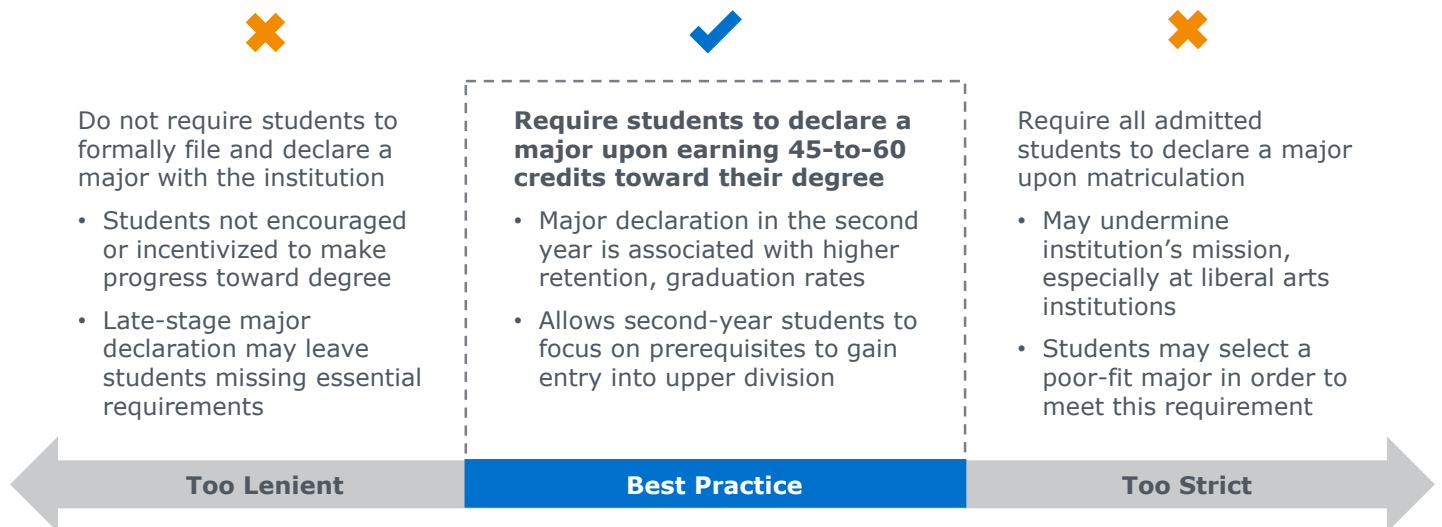 Do not require students to
formally file and declare a
major with the institution
• Students not encouraged
or incentivized to make
progress toward degree
• Late-stage major
declaration may leave
students missing essential
requirements
Require students to declare a
major upon earning 45-to-60
credits toward their degree
• Major declaration in the second
year is associated with higher
retention, graduation rates
• Allows second-year students to
focus on prerequisites to gain
entry into upper division
Require all admitted
students to declare a major
upon matriculation
• May undermine
institution’s mission,
especially at liberal arts
institutions
• Students may select a
poor-fit major in order to
meet this requirement
Too Lenient
Best Practice
Too Strict